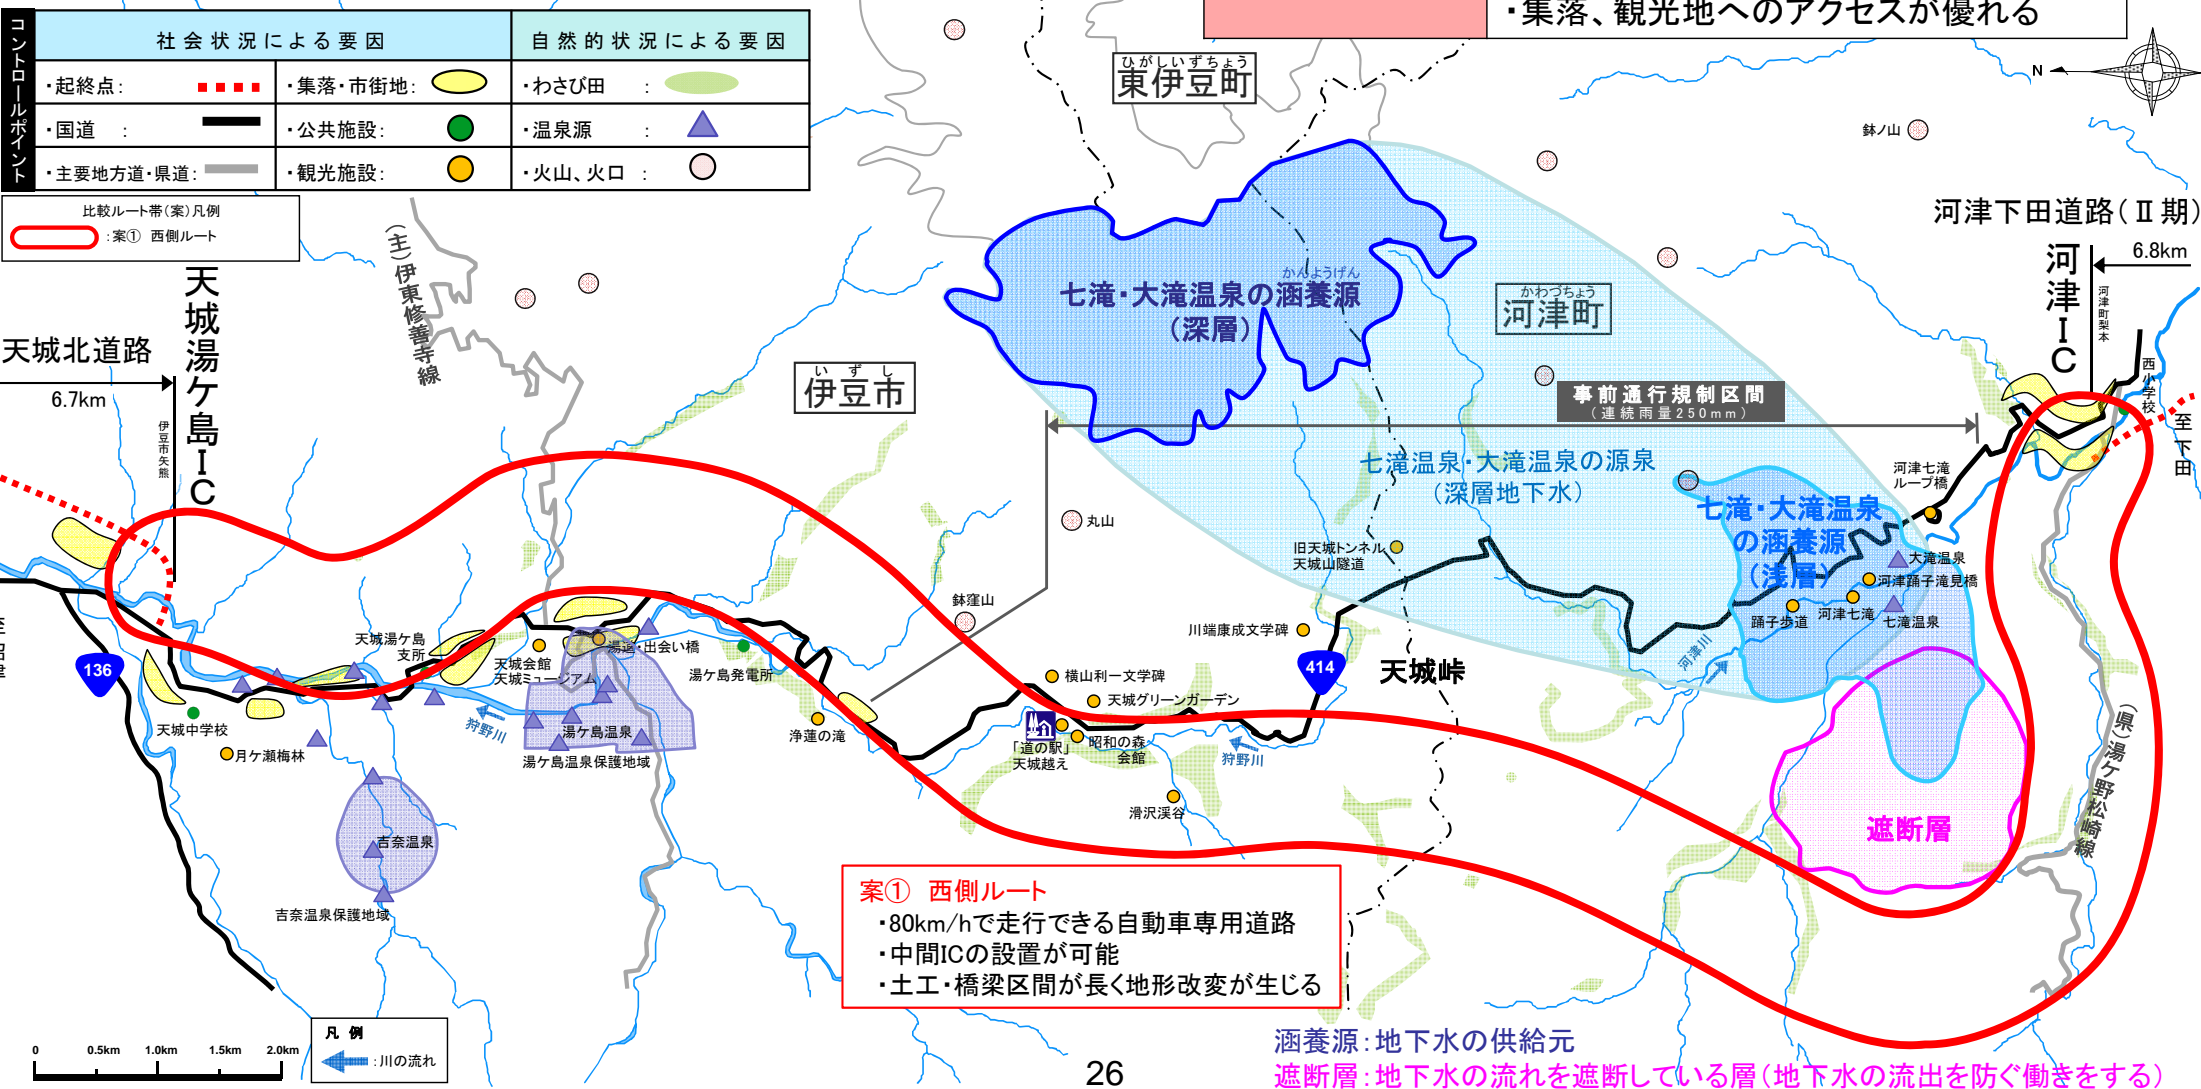 ・集落、観光地へのアクセスが優れる
コントロールポイント
社会状況による要因
自然的状況による要因
・起終点：
・集落・市街地：
・わさび田 ：
・国道 ：
・公共施設：
・温泉源 ：
・主要地方道・県道：
・観光施設：
・火山、火口 ：
比較ルート帯（案）凡例
：案① 西側ルート
ひがしいずちょう
東伊豆町
N
鉢ノ山
河津下田道路（Ⅱ期）
6.8km
河津IC
河津町梨本
西小学校
至下田
天城北道路
6.7km
天城湯ケ島IC
伊豆市矢熊
（主）伊東修善寺線
いずし
伊豆市
かんようげん
七滝・大滝温泉の涵養源
（深層）
かわづちょう
河津町
事前通行規制区間
（連続雨量250mm）
七滝温泉・大滝温泉の源泉
（深層地下水）
七滝・大滝温泉
の涵養源
（浅層）
河津七滝
ループ橋
大滝温泉
河津踊子滝見橋
河津七滝
踊子歩道
七滝温泉
河津川
丸山
鉢窪山
旧天城トンネル
天城山隧道
川端康成文学碑
414
天城峠
横山利一文学碑
天城グリーンガーデン
「道の駅」
天城越え
昭和の森
会館
狩野川
滑沢渓谷
浄蓮の滝
湯ケ島発電所
湯道・出会い橋
天城会館
天城ミュージアム
天城湯ケ島
支所
狩野川
湯ケ島温泉
湯ケ島温泉保護地域
136
天城中学校
月ケ瀬梅林
吉奈温泉
吉奈温泉保護地域
至沼津
遮断層
（県）湯ケ野松崎線
案① 西側ルート
・80km/hで走行できる自動車専用道路
・中間ICの設置が可能
・土工・橋梁区間が長く地形改変が生じる
0 0.5km 1.0km 1.5km 2.0km
凡 例
：川の流れ
26
涵養源：地下水の供給元
遮断層：地下水の流れを遮断している層（地下水の流出を防ぐ働きをする）